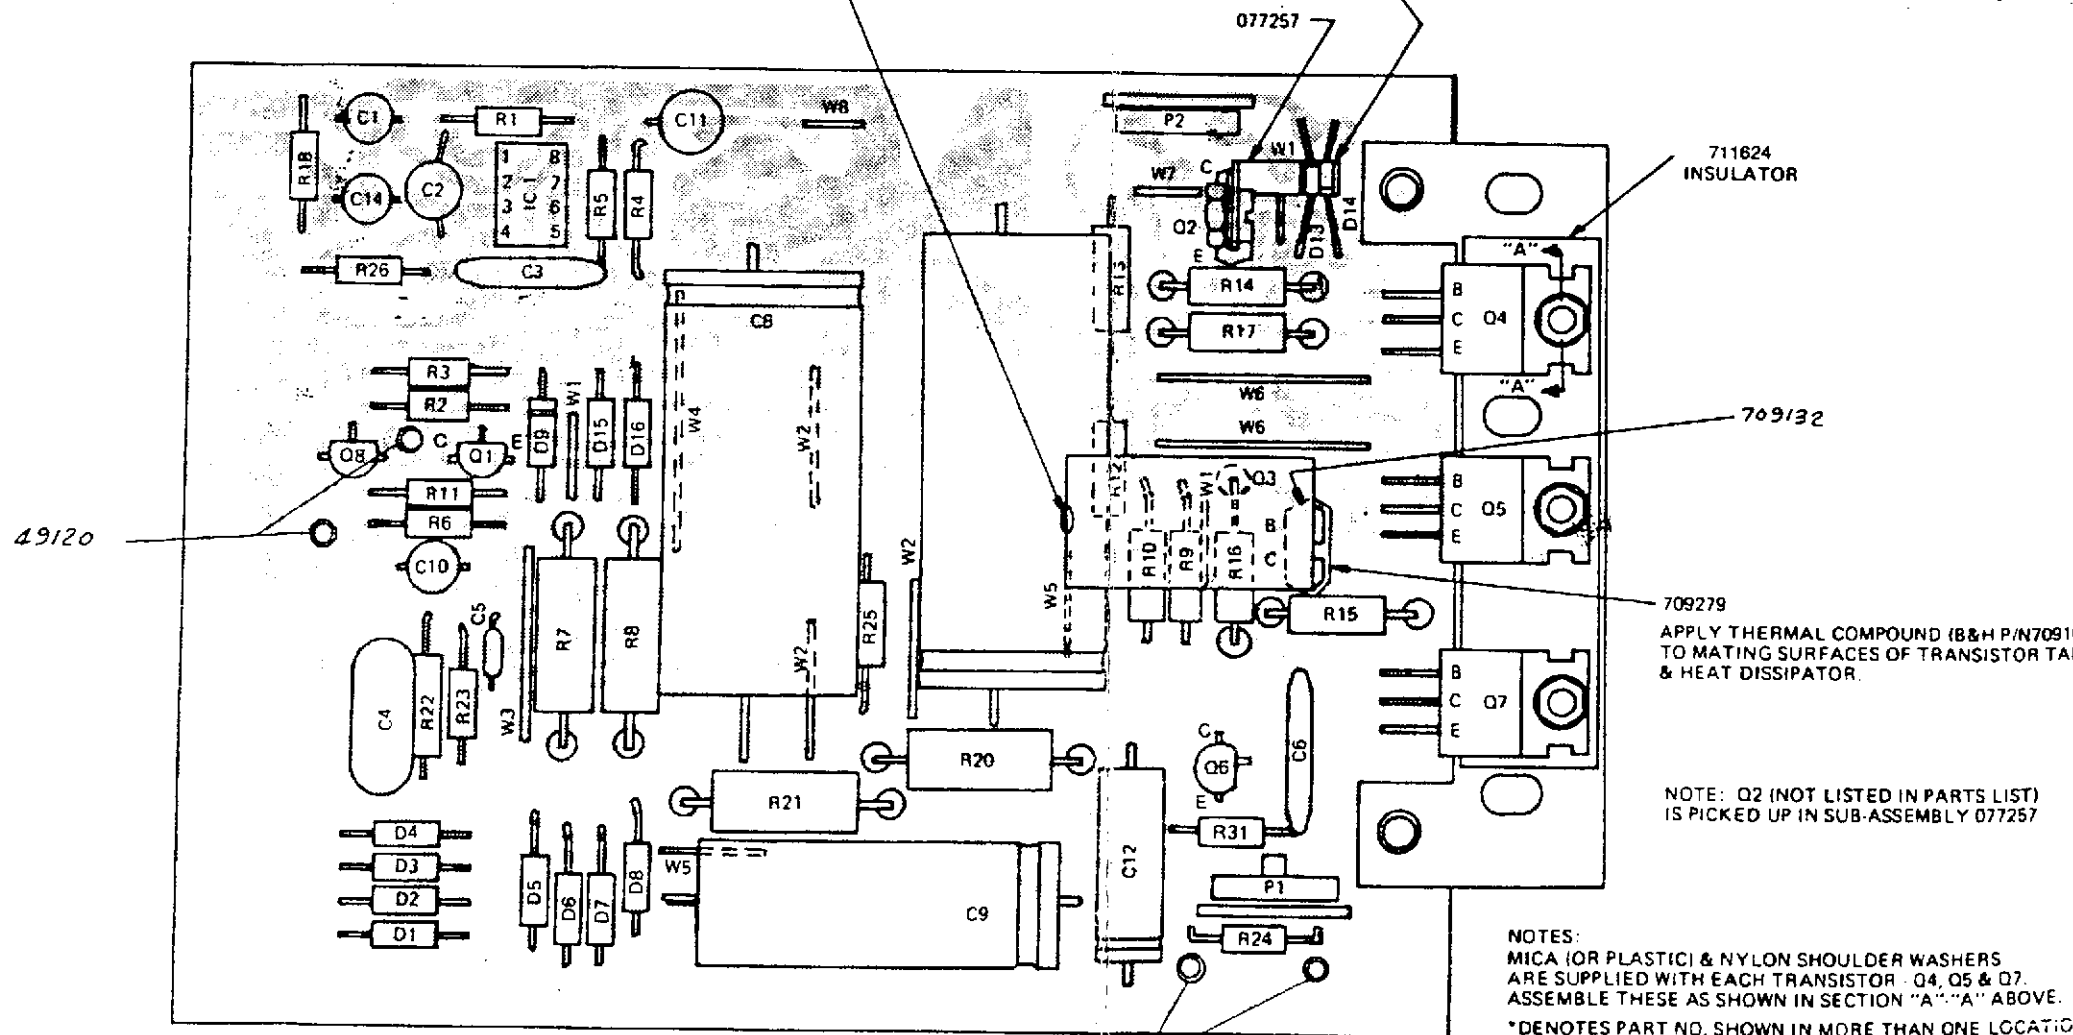 077257
C1
R1
C11
W8
P2
R18
C14
C2
1 8
2 7
3 6
4 5
IC1
R5
R4
W7
C
W1
Q2
E
D13
D14
711624
INSULATOR
R26
C3
C8
R13
R14
R17
"A"
B
C
E
Q4
"A"
R3
R2
W4
W2
W6
W6
709132
Q8
C
Q1
E
D9
W1
D15
D16
R12
W1
Q3
B
C
B
C
E
Q5
R11
R6
49120
C10
R7
R8
R25
W2
W5
R10
R9
R16
R15
709279
APPLY THERMAL COMPOUND (B&H
TO MATING SURFACES OF TRANSISTOR
& HEAT DISSIPATOR.
C5
C4
R22
R23
W3
W2
B
C
E
Q7
R20
R21
C
Q6
E
C6
NOTE: Q2 (NOT LISTED IN PARTS LIST)
IS PICKED UP IN SUB-ASSEMBLY 077257
D4
D3
D2
D1
D5
D6
D7
D8
W5
C9
C12
R31
P1
R24
NOTES:
MICA (OR PLASTIC) & NYLON SHOULDER WASHERS
ARE SUPPLIED WITH EACH TRANSISTOR - Q4, Q5 & Q7.
ASSEMBLE THESE AS SHOWN IN SECTION "A"-"A" ABOVE.
*DENOTES PART NO. SHOWN IN MORE THAN ONE